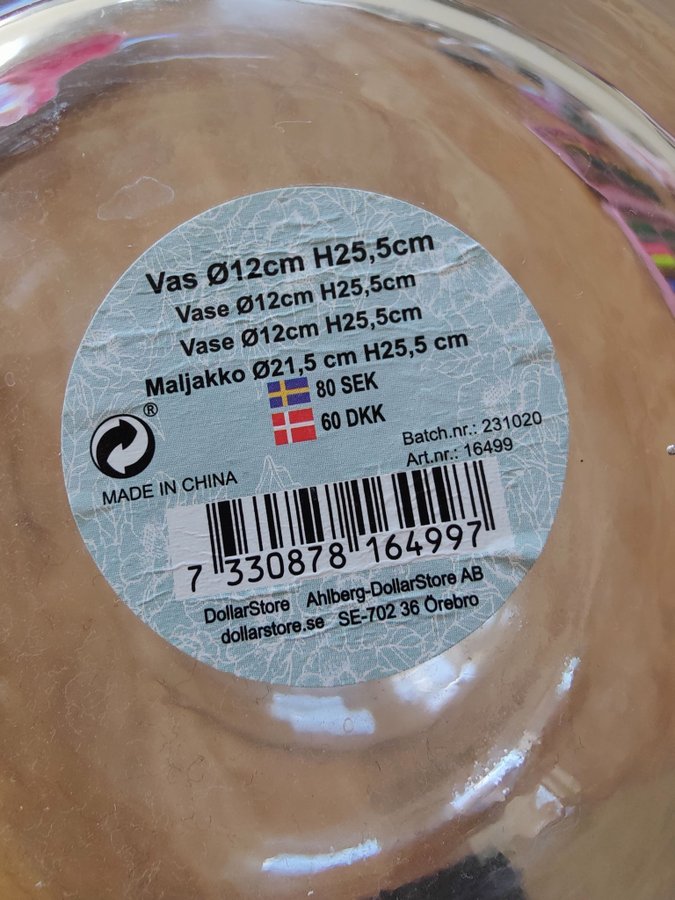 Vas Ø12cm H25,5cm
Vase Ø12cm H25,5cm
Vase Ø12cm H25,5cm
Maljakko Ø21,5 cm H25,5 cm
80 SEK
60 DKK
®
Batch.nr.: 231020
Art.nr.: 16499
MADE IN CHINA
7 330878 164997
DollarStore Ahlberg-DollarStore AB
dollarstore.se SE-702 36 Örebro